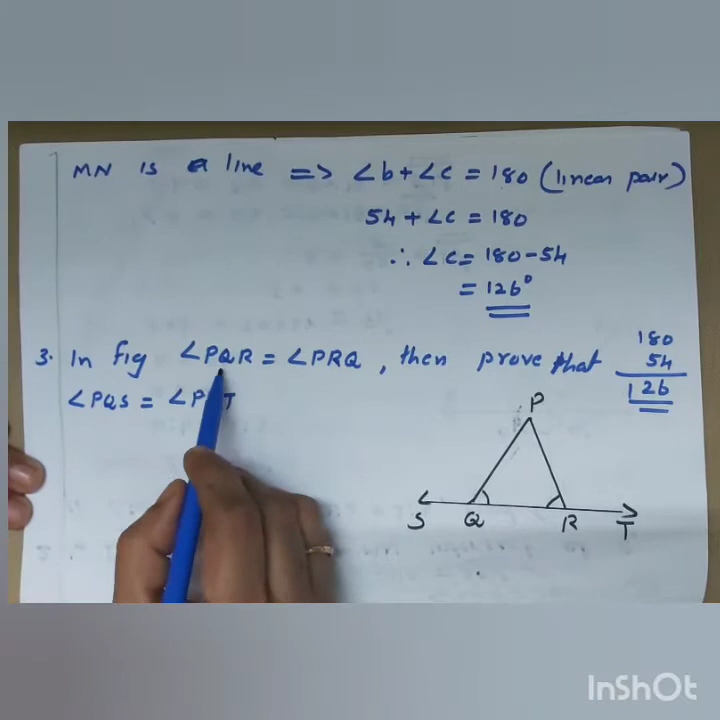 MN is a line => ∠b + ∠c = 180 (linear pair)
54 + ∠c = 180
∴ ∠c = 180 - 54
= 126°
3. In fig ∠PQR = ∠PRQ , then prove that
∠PQS = ∠P T
180
54
126
P
S Q R T
InShOt